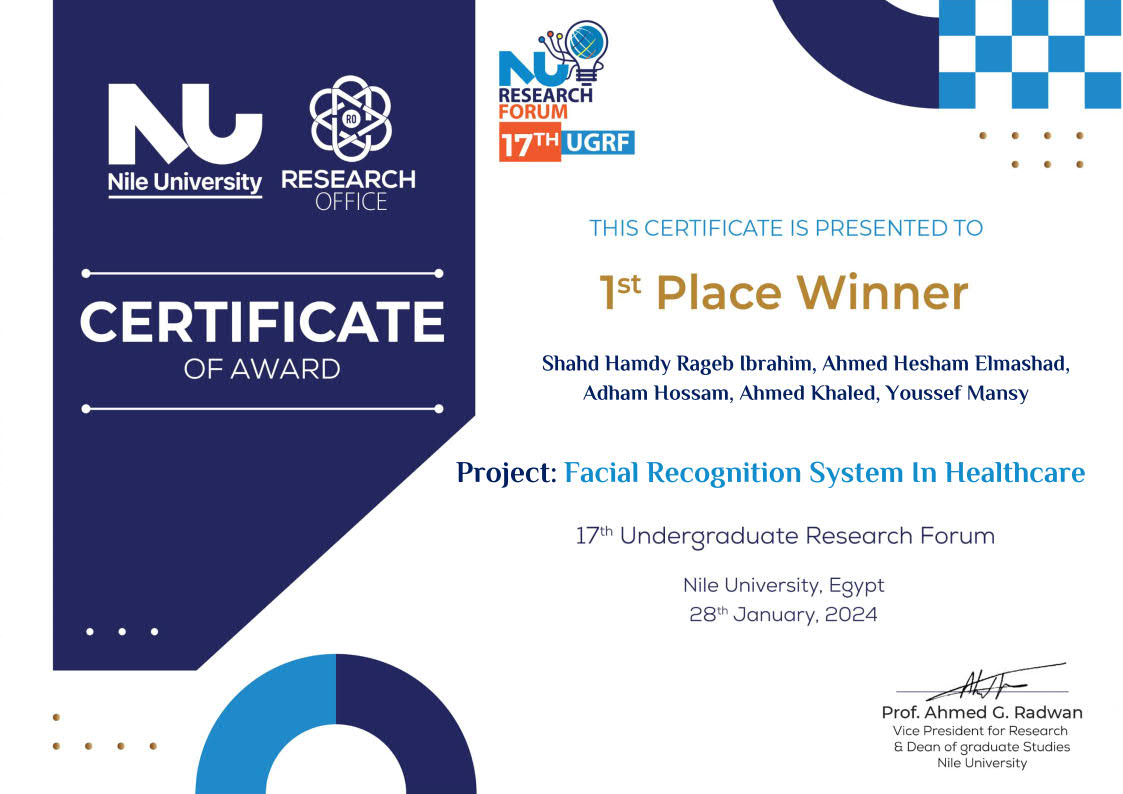 NU
Nile University
RO
RESEARCH
OFFICE
CERTIFICATE
OF AWARD
NU
RESEARCH
FORUM
17TH UGRF
THIS CERTIFICATE IS PRESENTED TO
1st Place Winner
Shahd Hamdy Rageb Ibrahim, Ahmed Hesham Elmashad,
Adham Hossam, Ahmed Khaled, Youssef Mansy
Project: Facial Recognition System In Healthcare
17th Undergraduate Research Forum
Nile University, Egypt
28th January, 2024
Prof. Ahmed G. Radwan
Vice President for Research
& Dean of graduate Studies
Nile University